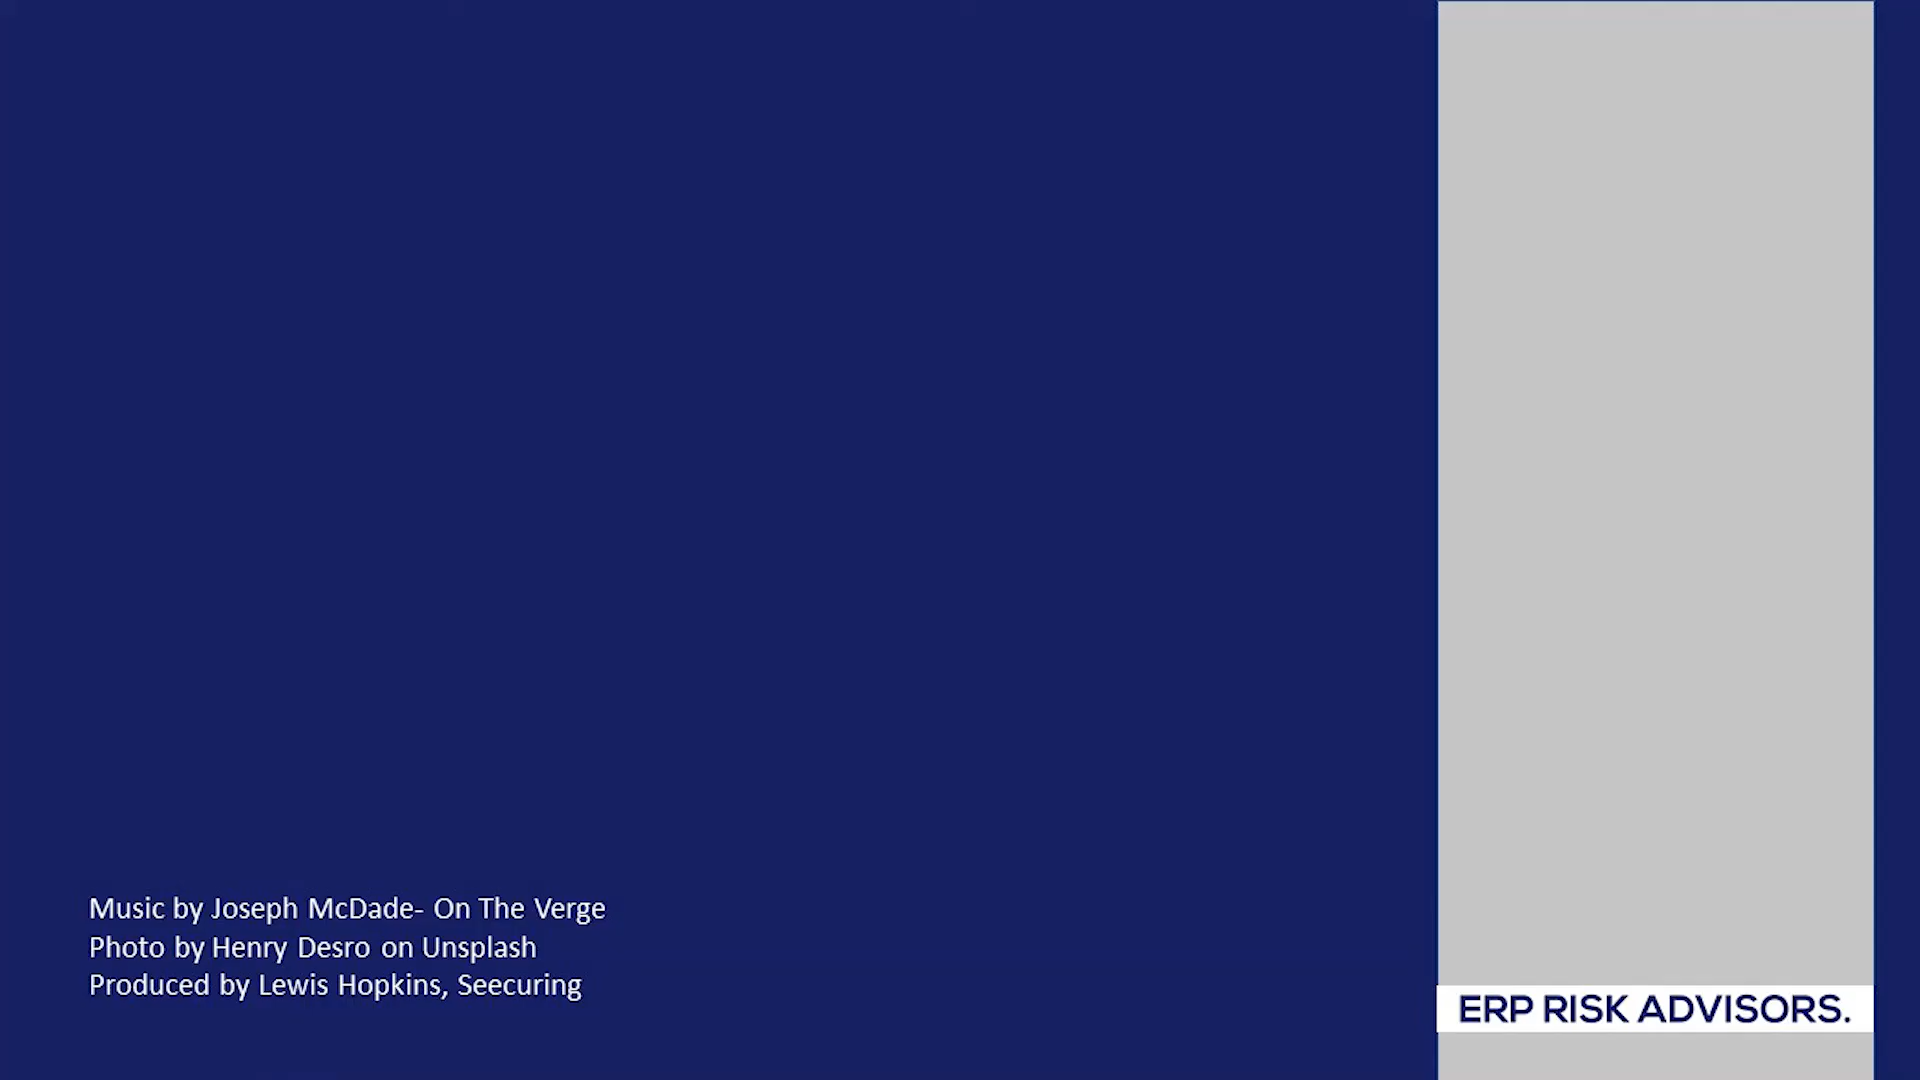 Music by Joseph McDade- On The Verge
Photo by Henry Desro on Unsplash
Produced by Lewis Hopkins, Seecuring
ERP RISK ADVISORS.